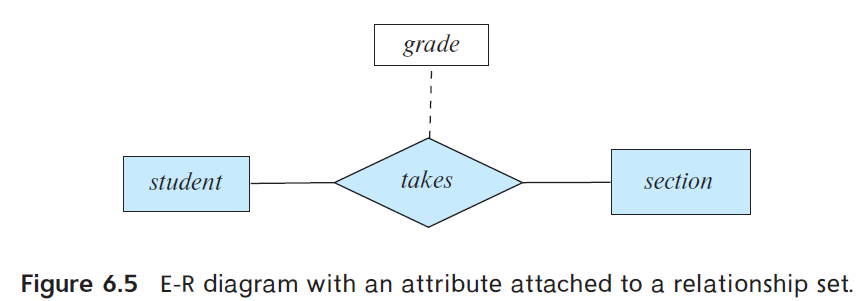 grade
student
takes
section
Figure 6.5 E-R diagram with an attribute attached to a relationship set.